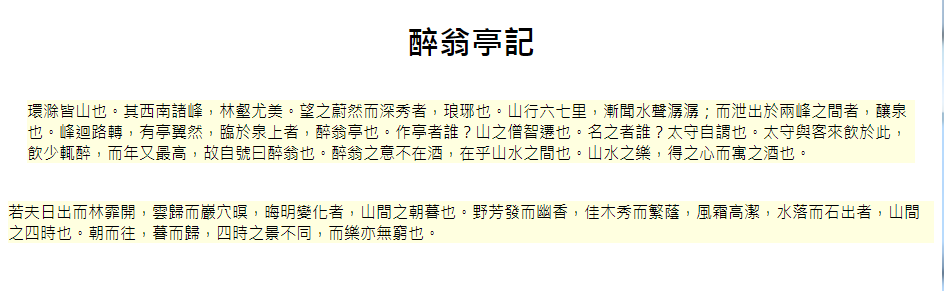 醉翁亭記
環滁皆山也。其西南諸峰，林壑尤美。望之蔚然而深秀者，琅琊也。山行六七里，漸聞水聲潺潺；而泄出於兩峰之間者，釀泉
也。峰迴路轉，有亭翼然，臨於泉上者，醉翁亭也。作亭者誰？山之僧智遷也。名之者誰？太守自謂也。太守與客來飲於此，
飲少輒醉，而年又最高，故自號曰醉翁也。醉翁之意不在酒，在乎山水之間也。山水之樂，得之心而寓之酒也。
若夫日出而林霏開，雲歸而巖穴暝，晦明變化者，山間之朝暮也。野芳發而幽香，佳木秀而繁蔭，風霜高潔，水落而石出者，山間
之四時也。朝而往，暮而歸，四時之景不同，而樂亦無窮也。